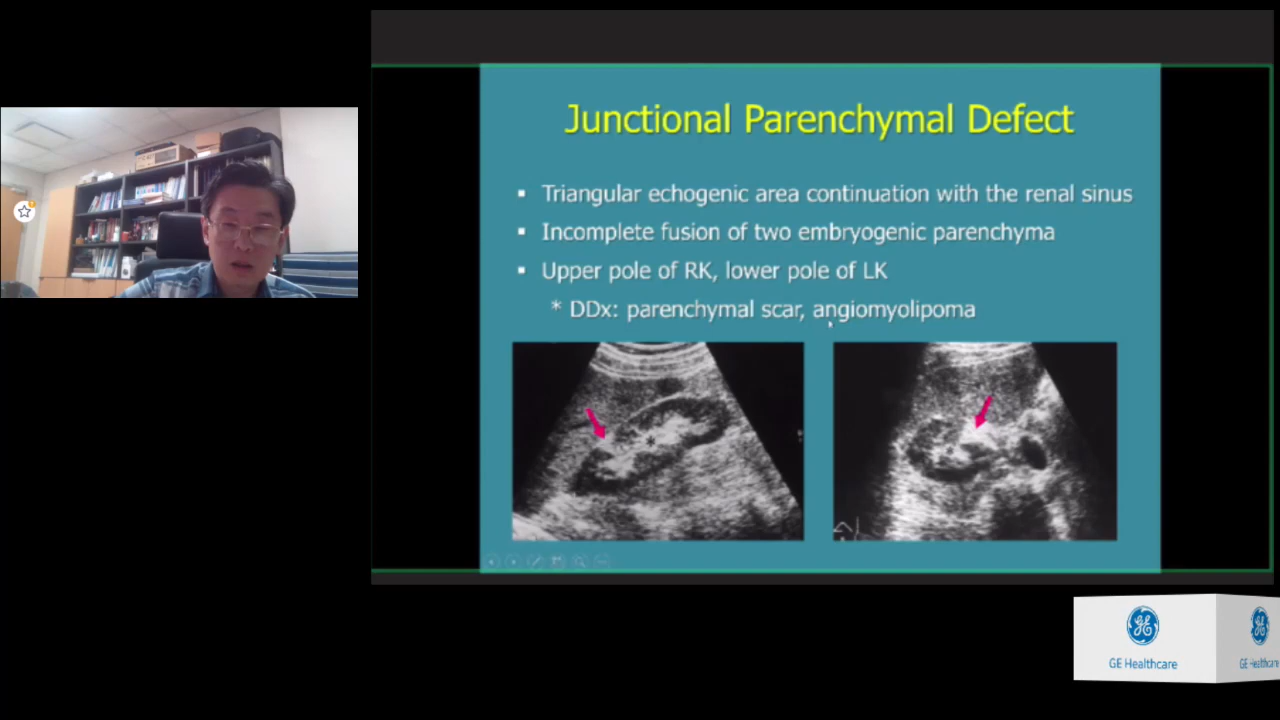 Junctional Parenchymal Defect
▪ Triangular echogenic area continuation with the renal sinus
▪ Incomplete fusion of two embryogenic parenchyma
▪ Upper pole of RK, lower pole of LK
* DDx: parenchymal scar, angiomyolipoma
*
*
GE Healthcare
GE Healthcare